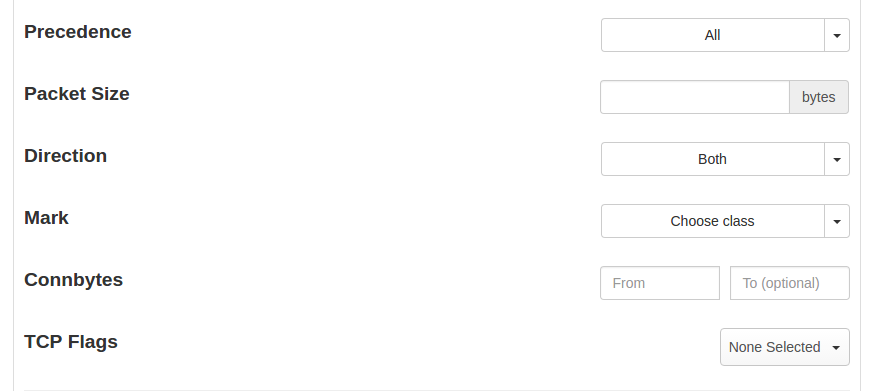 Precedence All
Packet Size bytes
Direction Both
Mark Choose class
Connbytes From To (optional)
TCP Flags None Selected